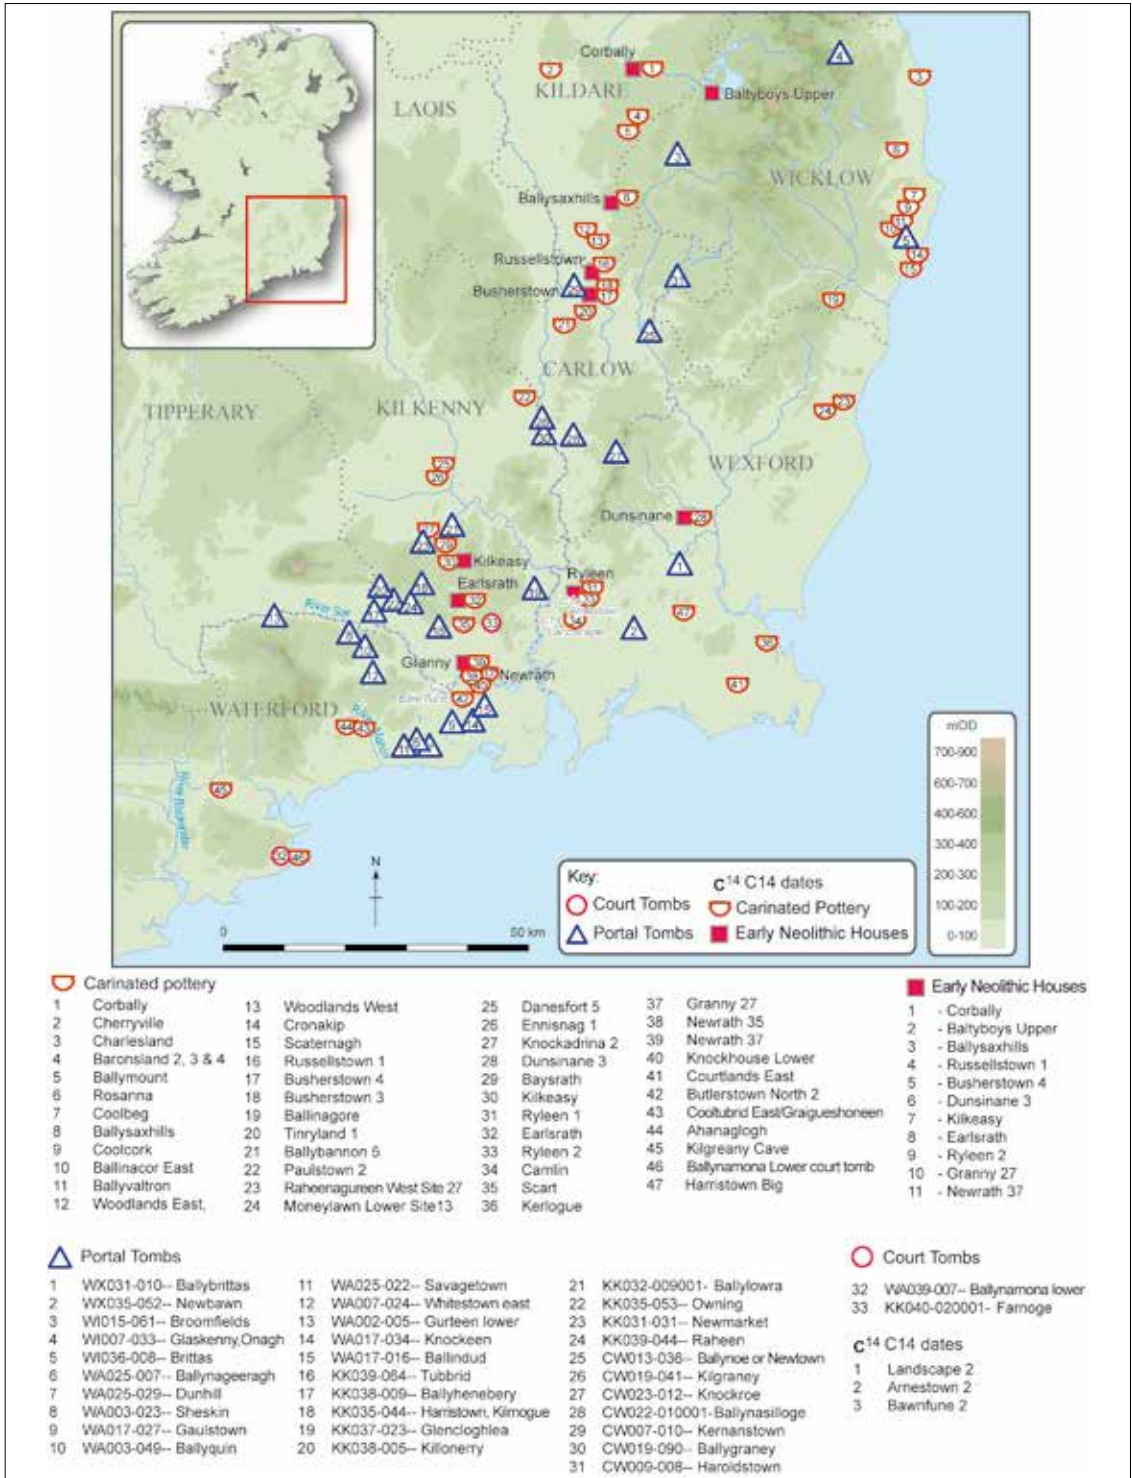 Corbally
KILDARE
Baltyboys Upper
LAOIS
WICKLOW
Ballysaxhills
Russellstown
Busherstown
CARLOW
TIPPERARY
KILKENNY
WEXFORD
Dunsinane
Kilkeasy
Earlsrath
Ryleen
River Suir
Granny
Newrath
WATERFORD
River Blackwater
N
0 50 km
Key:
C14 C14 dates
Court Tombs
Carinated Pottery
Portal Tombs
Early Neolithic Houses
mOD
700-900
600-700
400-600
300-400
200-300
100-200
0-100
Carinated pottery
1 Corbally
2 Cherryville
3 Charlesland
4 Baronsland 2, 3 & 4
5 Ballymount
6 Rosanna
7 Coolbeg
8 Ballysaxhills
9 Coolcork
10 Ballinacor East
11 Ballyvaltron
12 Woodlands East,
13 Woodlands West
14 Cronakip
15 Scaternagh
16 Russellstown 1
17 Busherstown 4
18 Busherstown 3
19 Ballinagore
20 Tinryland 1
21 Ballybannon 5
22 Paulstown 2
23 Raheenagureen West Site 27
24 Moneylawn Lower Site13
25 Danesfort 5
26 Ennisnag 1
27 Knockadrina 2
28 Dunsinane 3
29 Baysrath
30 Kilkeasy
31 Ryleen 1
32 Earlsrath
33 Ryleen 2
34 Camlin
35 Scart
36 Kerlogue
37 Granny 27
38 Newrath 35
39 Newrath 37
40 Knockhouse Lower
41 Courtlands East
42 Butlerstown North 2
43 Cooltubrid East/Graigueshoneen
44 Ahanaglogh
45 Kilgreany Cave
46 Ballynamona Lower court tomb
47 Harristown Big
Early Neolithic Houses
1 - Corbally
2 - Baltyboys Upper
3 - Ballysaxhills
4 - Russellstown 1
5 - Busherstown 4
6 - Dunsinane 3
7 - Kilkeasy
8 - Earlsrath
9 - Ryleen 2
10 - Granny 27
11 - Newrath 37
Portal Tombs
1 WX031-010-- Ballybrittas
2 WX035-052-- Newbawn
3 WI015-061-- Broomfields
4 WI007-033-- Glaskenny,Onagh
5 WI036-008-- Brittas
6 WA025-007-- Ballynageeragh
7 WA025-029-- Dunhill
8 WA003-023-- Sheskin
9 WA017-027-- Gaulstown
10 WA003-049-- Ballyquin
11 WA025-022-- Savagetown
12 WA007-024-- Whitestown east
13 WA002-005-- Gurteen lower
14 WA017-034-- Knockeen
15 WA017-016-- Ballindud
16 KK039-064-- Tubbrid
17 KK038-009-- Ballyhenebery
18 KK035-044-- Harristown, Kilmogue
19 KK037-023-- Glencloghlea
20 KK038-005-- Killonerry
21 KK032-009001- Ballylowra
22 KK035-053-- Owning
23 KK031-031-- Newmarket
24 KK039-044-- Raheen
25 CW013-036-- Ballynoe or Newtown
26 CW019-041-- Kilgraney
27 CW023-012-- Knockroe
28 CW022-010001-Ballynasilloge
29 CW007-010-- Kernanstown
30 CW019-090-- Ballygraney
31 CW009-008-- Haroldstown
Court Tombs
32 WA039-007-- Ballynamona lower
33 KK040-020001- Farnoge
C14 C14 dates
1 Landscape 2
2 Arnestown 2
3 Bawnfune 2